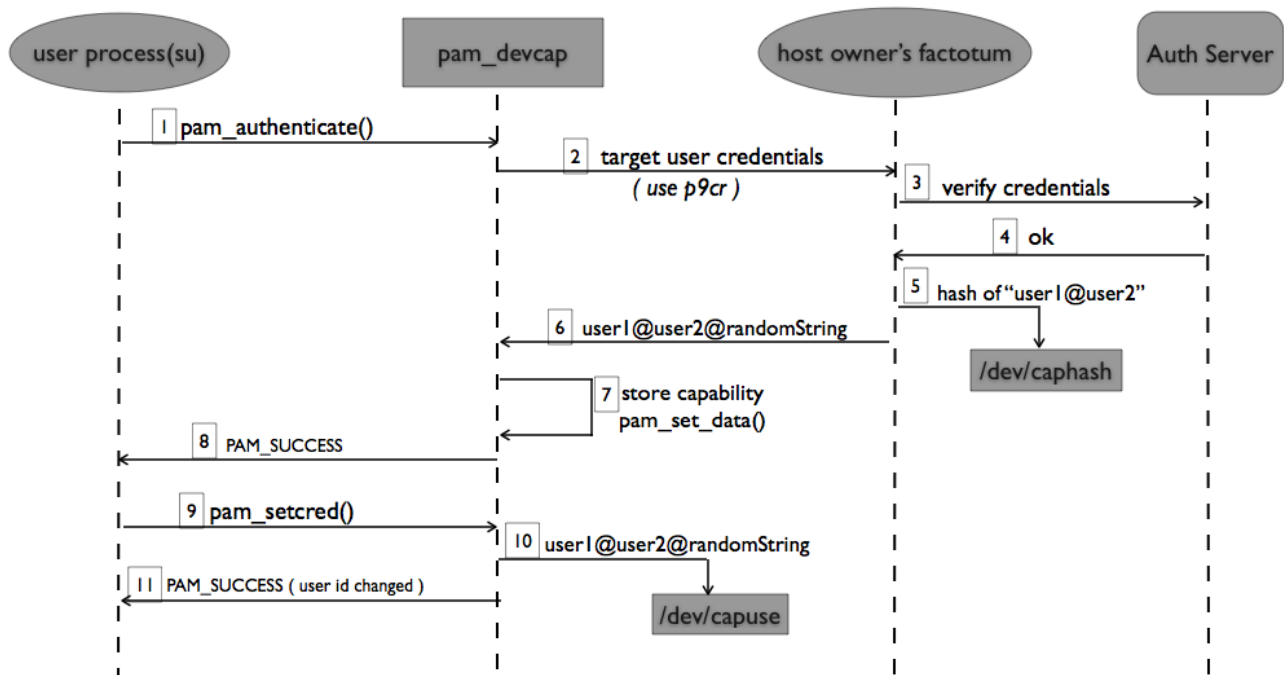 user process(su)
pam_devcap
host owner's factotum
Auth Server
1 pam_authenticate()
2 target user credentials
( use p9cr )
3 verify credentials
4 ok
5 hash of "user1@user2"
/dev/caphash
6 user1@user2@randomString
7 store capability
pam_set_data()
8 PAM_SUCCESS
9 pam_setcred()
10 user1@user2@randomString
/dev/capuse
11 PAM_SUCCESS ( user id changed )